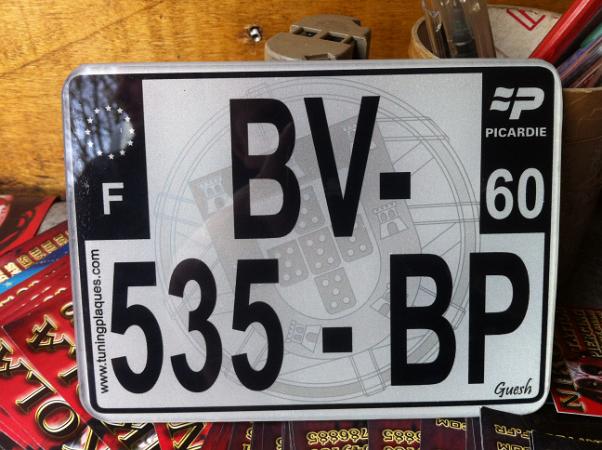 BV-
F
PICARDIE
60
535-BP
www.tuningplaques.com
Guesh